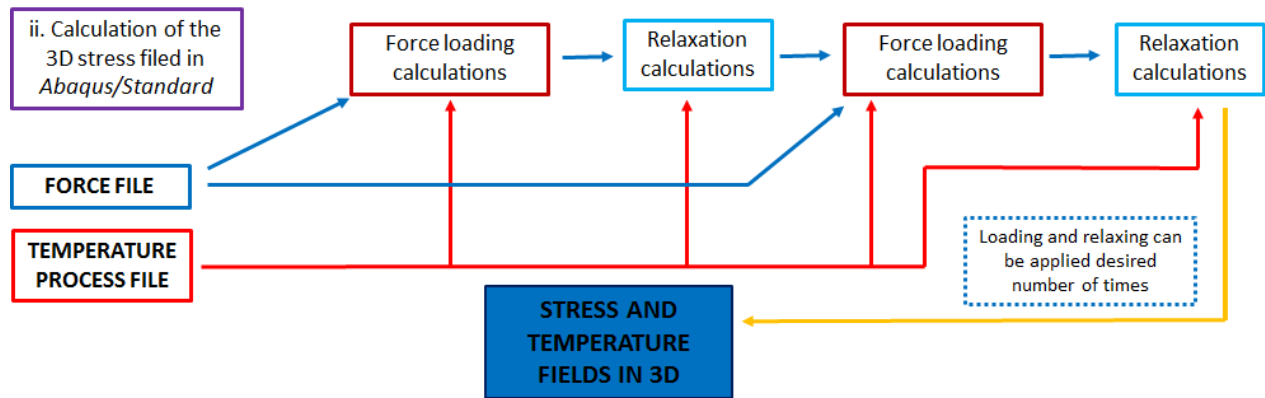 ii. Calculation of the
3D stress filed in
Abaqus/Standard
Force loading
calculations
Relaxation
calculations
Force loading
calculations
Relaxation
calculations
FORCE FILE
TEMPERATURE
PROCESS FILE
Loading and relaxing can
be applied desired
number of times
STRESS AND
TEMPERATURE
FIELDS IN 3D